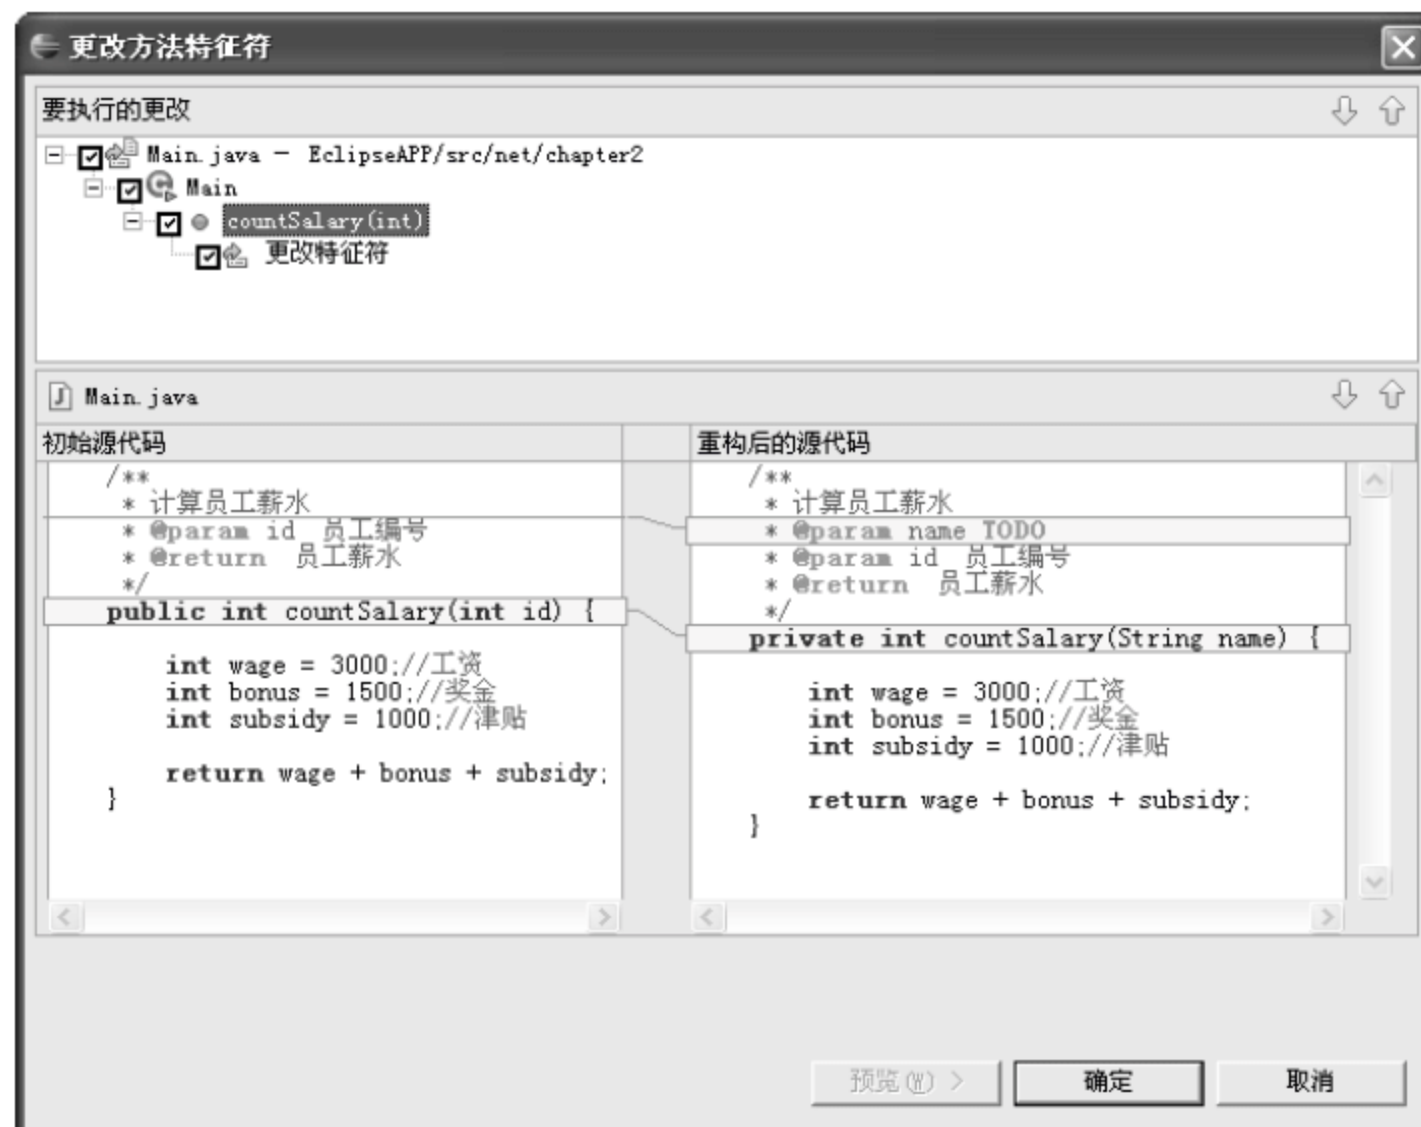 更改方法特征符
要执行的更改
Main.java - EclipseAPP/src/net/chapter2
Main
countSalary(int)
更改特征符
Main.java
初始源代码
/**
* 计算员工薪水
* @param id 员工编号
* @return 员工薪水
*/
public int countSalary(int id) {
int wage = 3000;//工资
int bonus = 1500;//奖金
int subsidy = 1000;//津贴
return wage + bonus + subsidy;
}
重构后的源代码
/**
* 计算员工薪水
* @param name TODO
* @param id 员工编号
* @return 员工薪水
*/
private int countSalary(String name) {
int wage = 3000;//工资
int bonus = 1500;//奖金
int subsidy = 1000;//津贴
return wage + bonus + subsidy;
}
预览(W) >
确定
取消